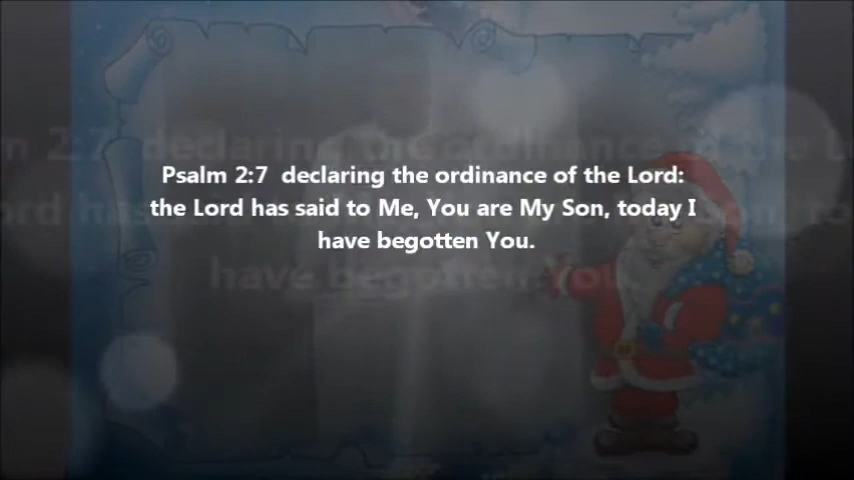 Psalm 2:7  declaring the ordinance of the Lord:
the Lord has said to Me, You are My Son, today I
have begotten You.